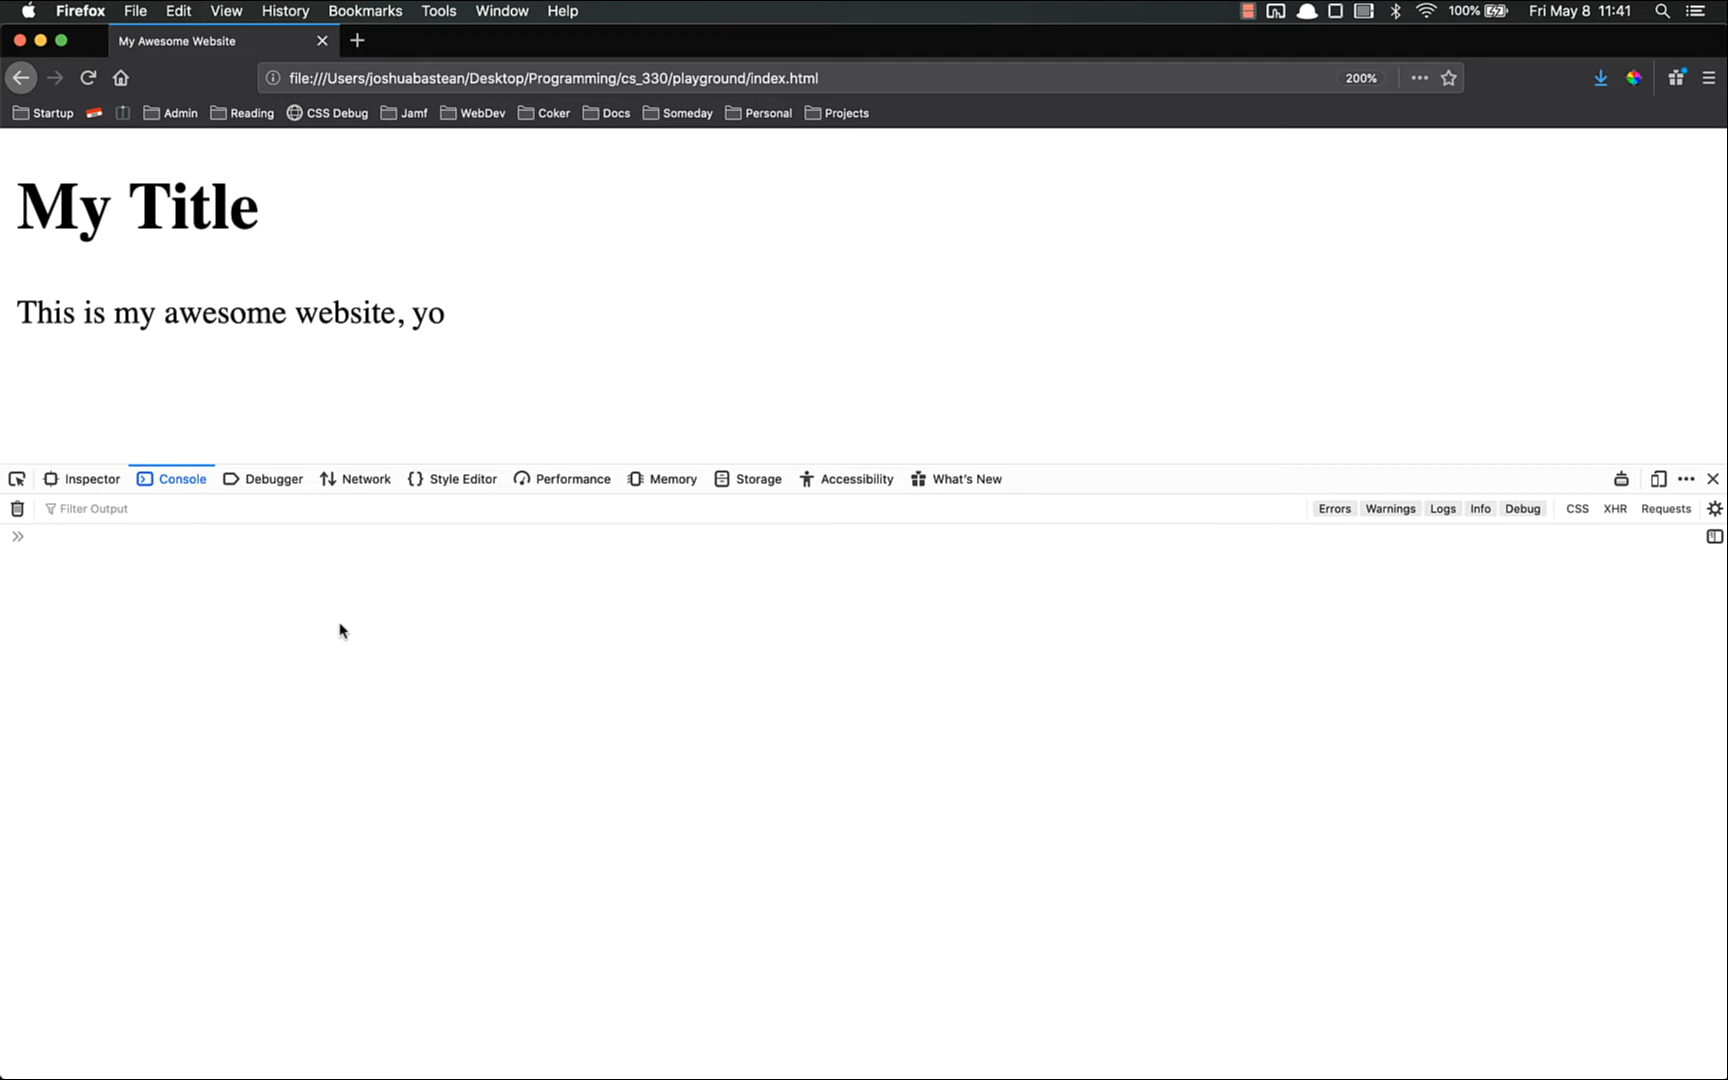 Firefox File Edit View History Bookmarks Tools Window Help 100% Fri May 8 11:41
My Awesome Website
file:///Users/joshuabastean/Desktop/Programming/cs_330/playground/index.html 200%
Startup Admin Reading CSS Debug Jamf WebDev Coker Docs Someday Personal Projects
My Title
This is my awesome website, yo
Inspector Console Debugger Network Style Editor Performance Memory Storage Accessibility What's New
Filter Output Errors Warnings Logs Info Debug CSS XHR Requests